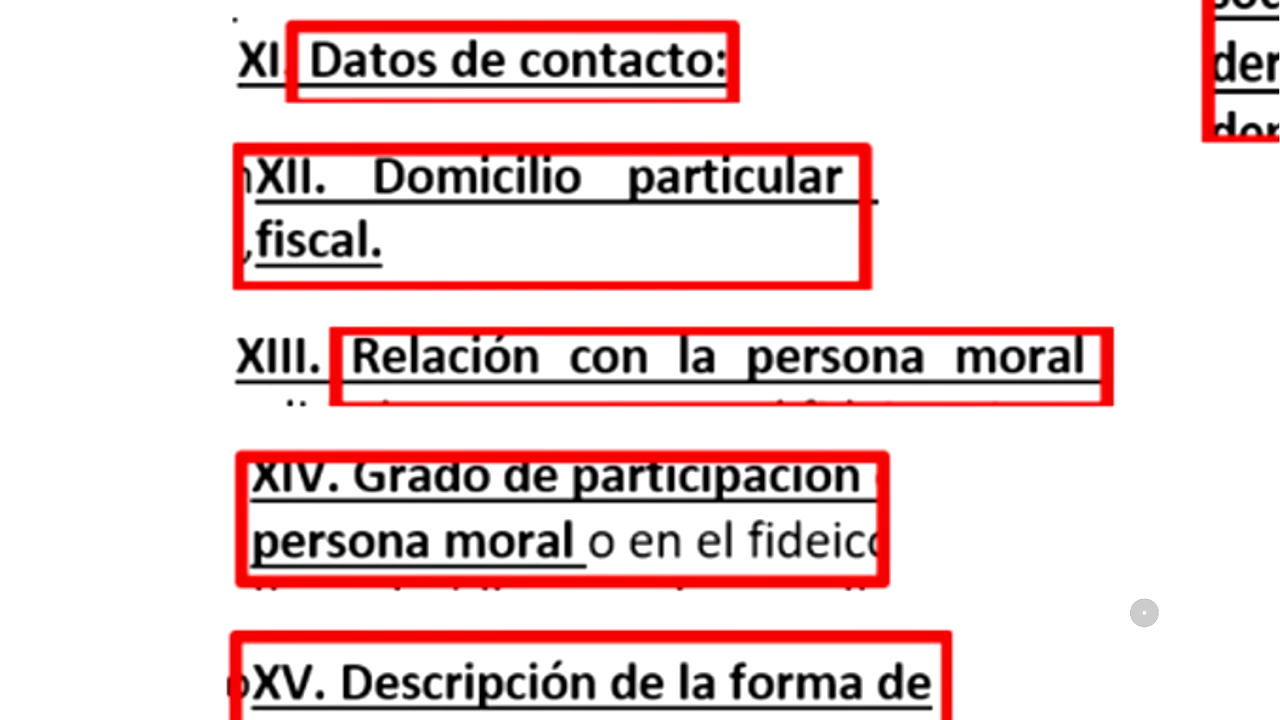 XI. Datos de contacto:
XII. Domicilio particular
fiscal.
XIII. Relación con la persona moral
XIV. Grado de participación
persona moral o en el
XV. Descripción de la forma de